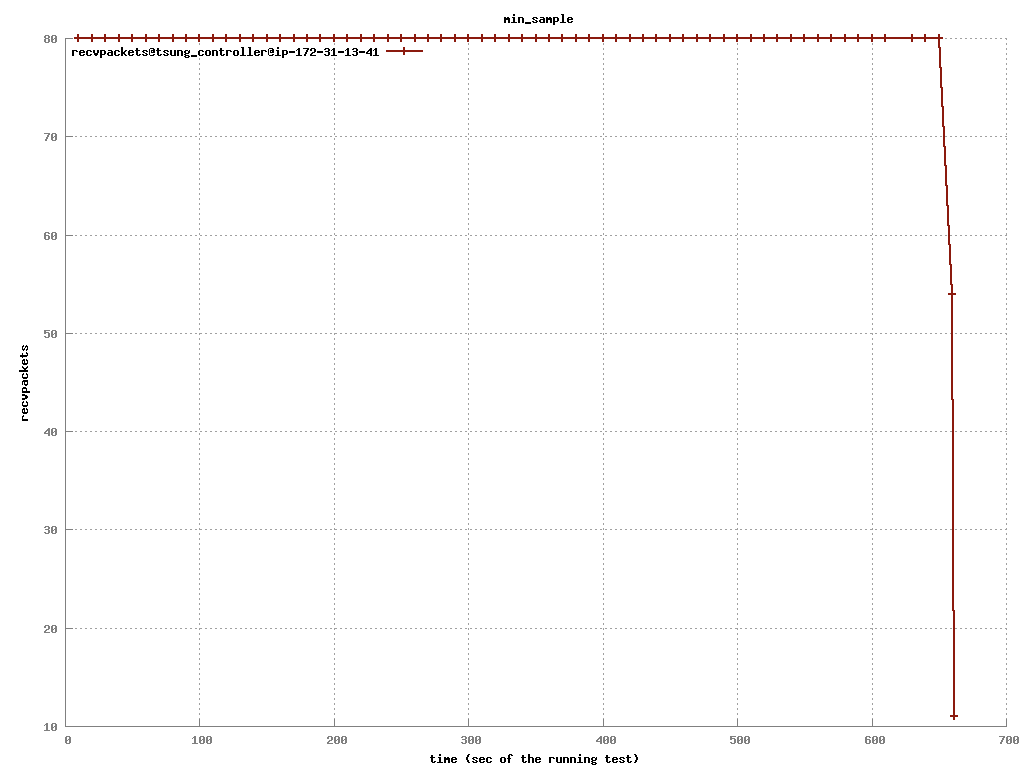 min_sample
recvpackets@tsung_controller@ip-172-31-13-41
80
70
60
50
40
30
20
10
recvpackets
0 100 200 300 400 500 600 700
time (sec of the running test)